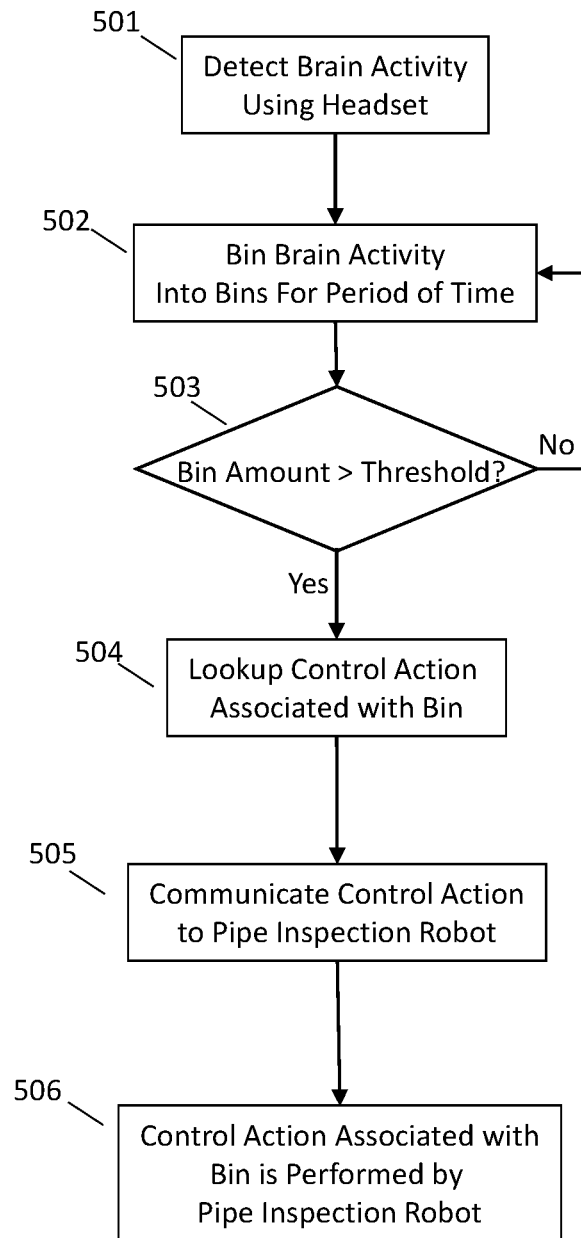 501
Detect Brain Activity
Using Headset
502
Bin Brain Activity
Into Bins For Period of Time
503
Bin Amount > Threshold?
No
Yes
504
Lookup Control Action
Associated with Bin
505
Communicate Control Action
to Pipe Inspection Robot
506
Control Action Associated with
Bin is Performed by
Pipe Inspection Robot